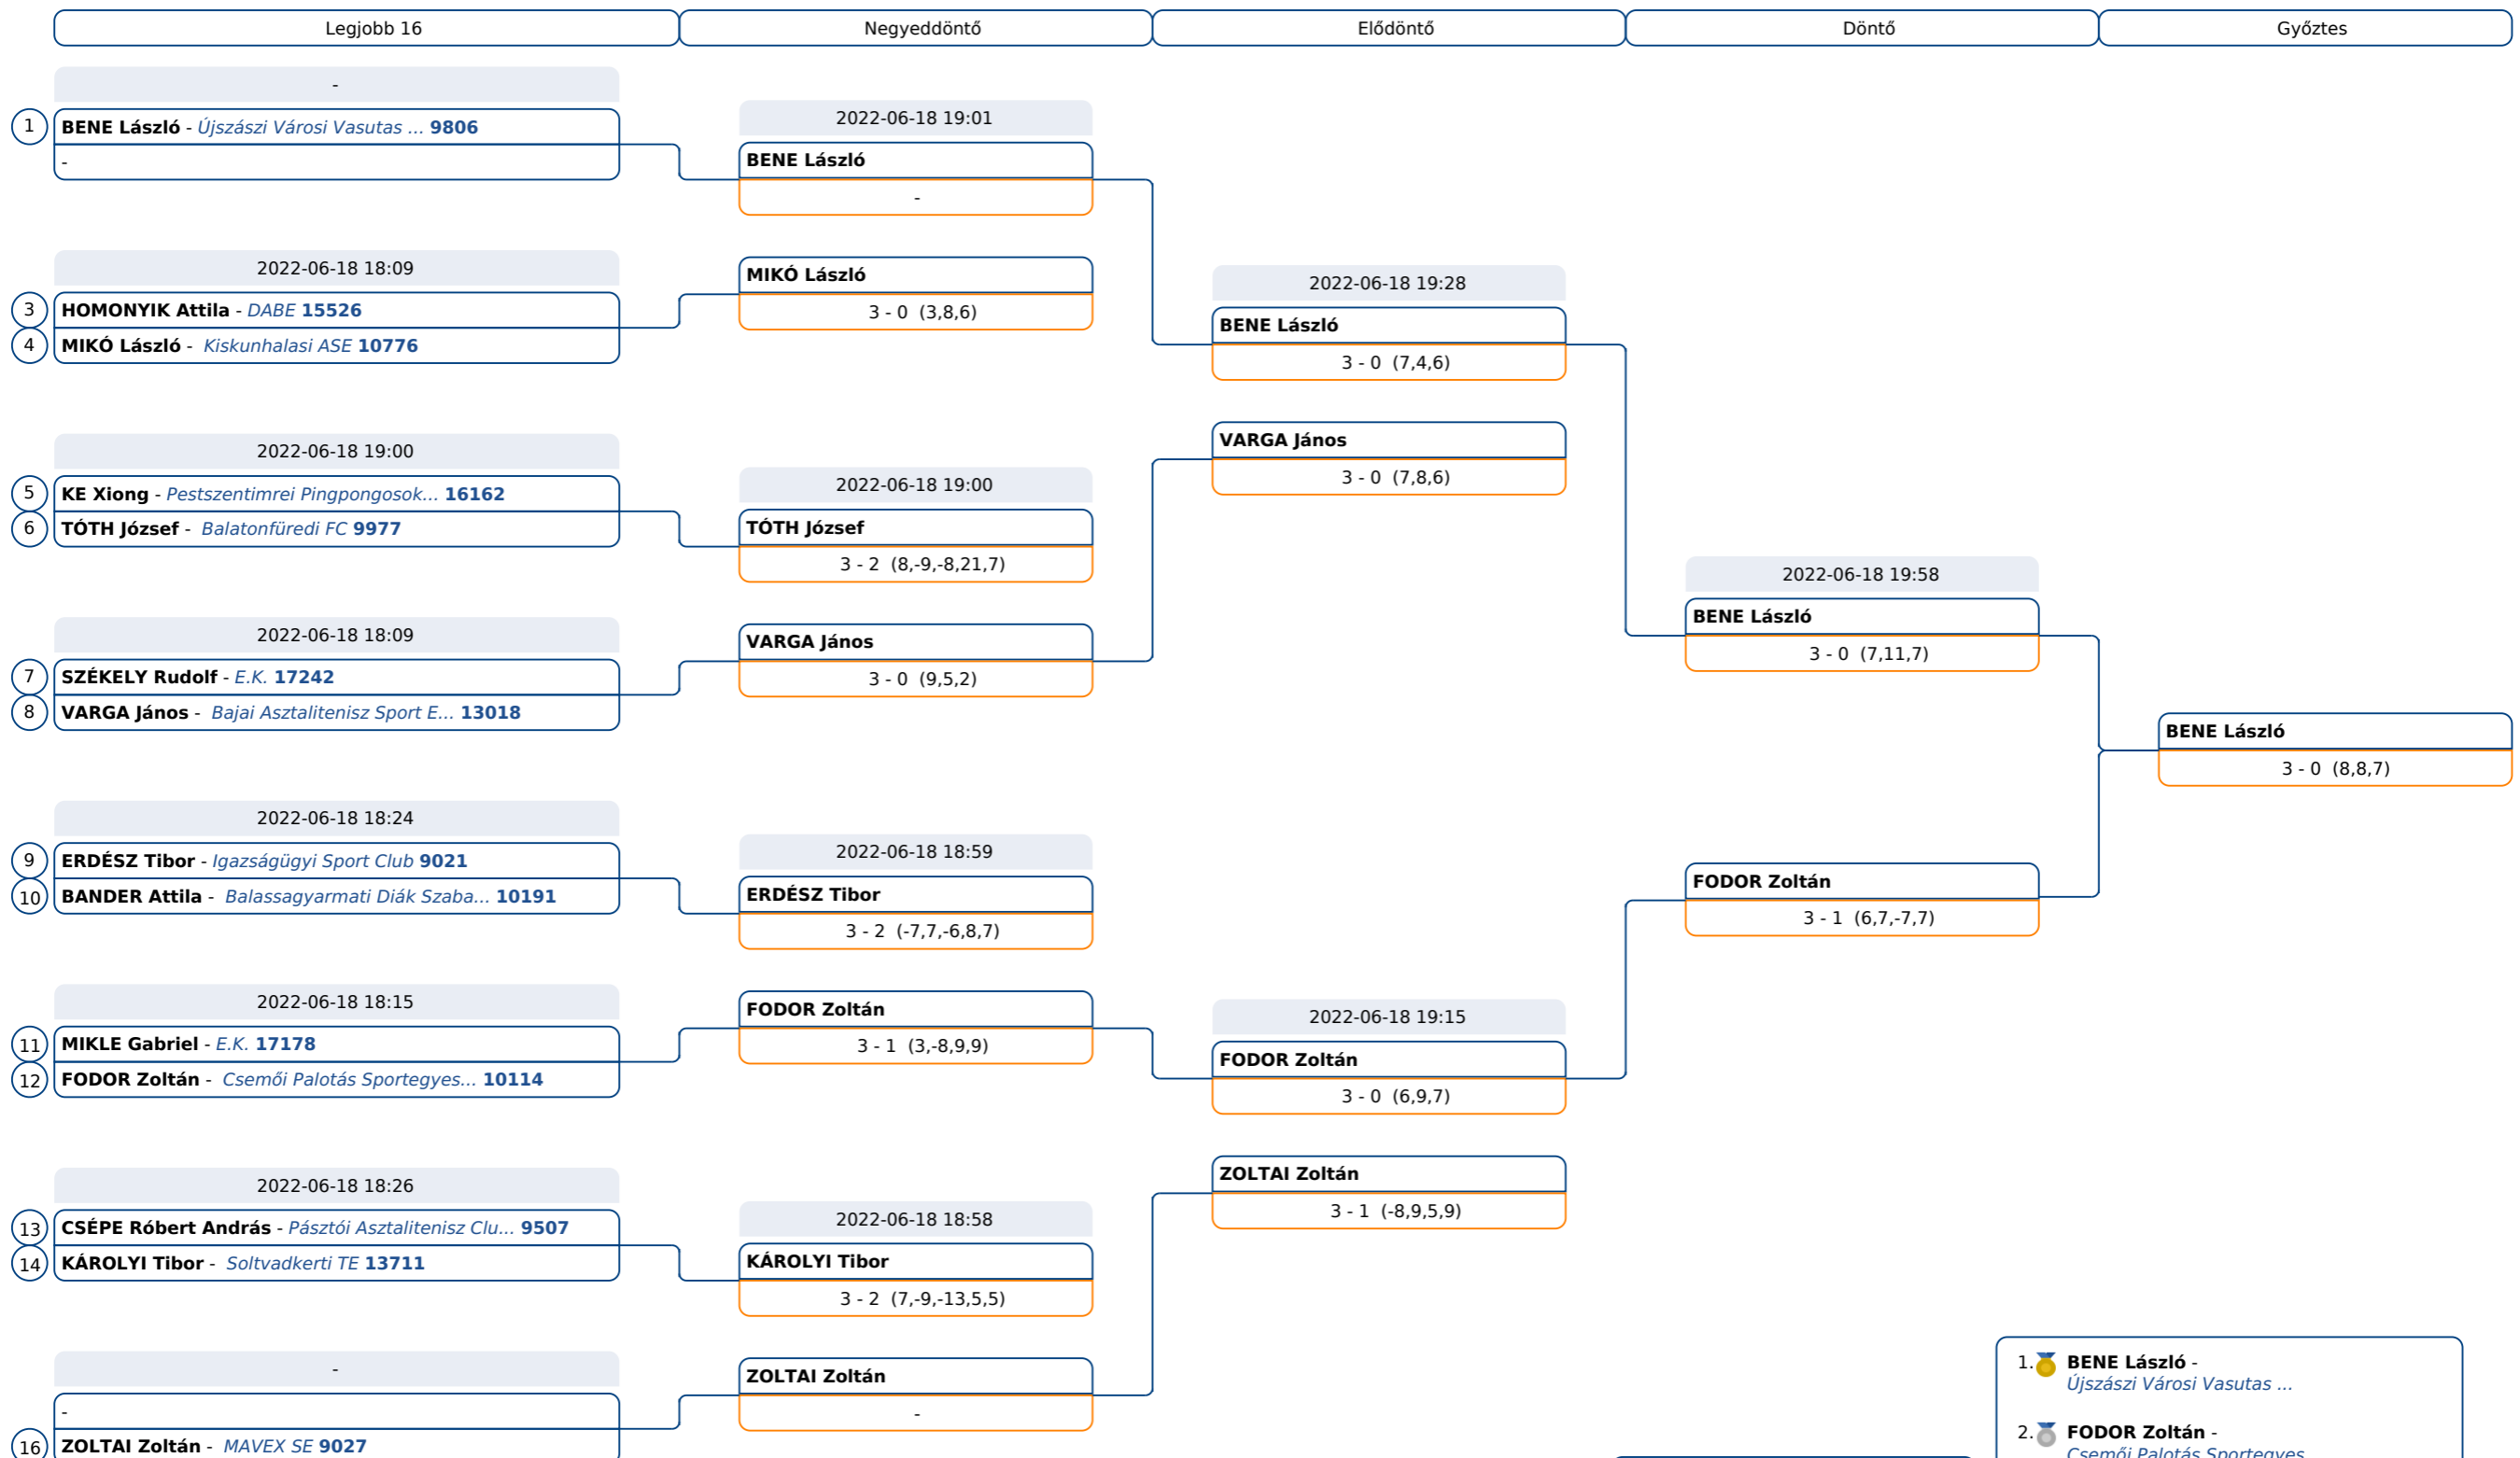 Legjobb 16
Negyeddöntő
Elődöntő
Döntő
Győztes
-
1
BENE László - Újszászi Városi Vasutas ... 9806
-
2022-06-18 18:09
3
HOMONYIK Attila - DABE 15526
4
MIKÓ László - Kiskunhalasi ASE 10776
2022-06-18 19:00
5
KE Xiong - Pestszentimrei Pingpongosok... 16162
6
TÓTH József - Balatonfüredi FC 9977
2022-06-18 18:09
7
SZÉKELY Rudolf - E.K. 17242
8
VARGA János - Bajai Asztalitenisz Sport E... 13018
2022-06-18 18:24
9
ERDÉSZ Tibor - Igazságügyi Sport Club 9021
10
BANDER Attila - Balassagyarmati Diák Szaba... 10191
2022-06-18 18:15
11
MIKLE Gabriel - E.K. 17178
12
FODOR Zoltán - Csemői Palotás Sportegyes... 10114
2022-06-18 18:26
13
CSÉPE Róbert András - Pásztói Asztalitenisz Clu... 9507
14
KÁROLYI Tibor - Soltvadkerti TE 13711
-
-
16
ZOLTAI Zoltán - MAVEX SE 9027
2022-06-18 19:01
BENE László
-
MIKÓ László
3 - 0 (3,8,6)
2022-06-18 19:00
TÓTH József
3 - 2 (8,-9,-8,21,7)
VARGA János
3 - 0 (9,5,2)
2022-06-18 18:59
ERDÉSZ Tibor
3 - 2 (-7,7,-6,8,7)
FODOR Zoltán
3 - 1 (3,-8,9,9)
2022-06-18 18:58
KÁROLYI Tibor
3 - 2 (7,-9,-13,5,5)
ZOLTAI Zoltán
-
2022-06-18 19:28
BENE László
3 - 0 (7,4,6)
VARGA János
3 - 0 (7,8,6)
2022-06-18 19:15
FODOR Zoltán
3 - 0 (6,9,7)
ZOLTAI Zoltán
3 - 1 (-8,9,5,9)
2022-06-18 19:58
BENE László
3 - 0 (7,11,7)
FODOR Zoltán
3 - 1 (6,7,-7,7)
BENE László
3 - 0 (8,8,7)
1. BENE László -
Újszászi Városi Vasutas ...
2. FODOR Zoltán -
Csemői Palotás Sportegyes...